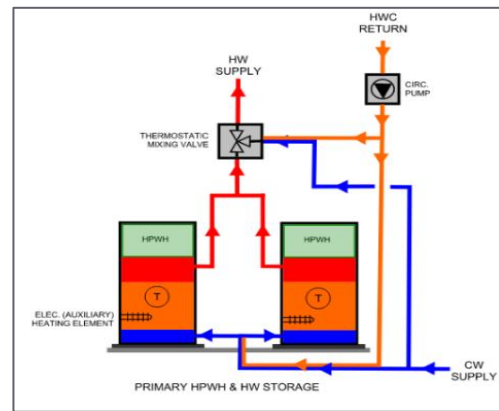 HWC
RETURN
HW
SUPPLY
CIRC.
PUMP
THERMOSTATIC
MIXING VALVE
HPWH
HPWH
T
T
ELEC. (AUXILIARY)
HEATING ELEMENT
CW
SUPPLY
PRIMARY HPWH & HW STORAGE